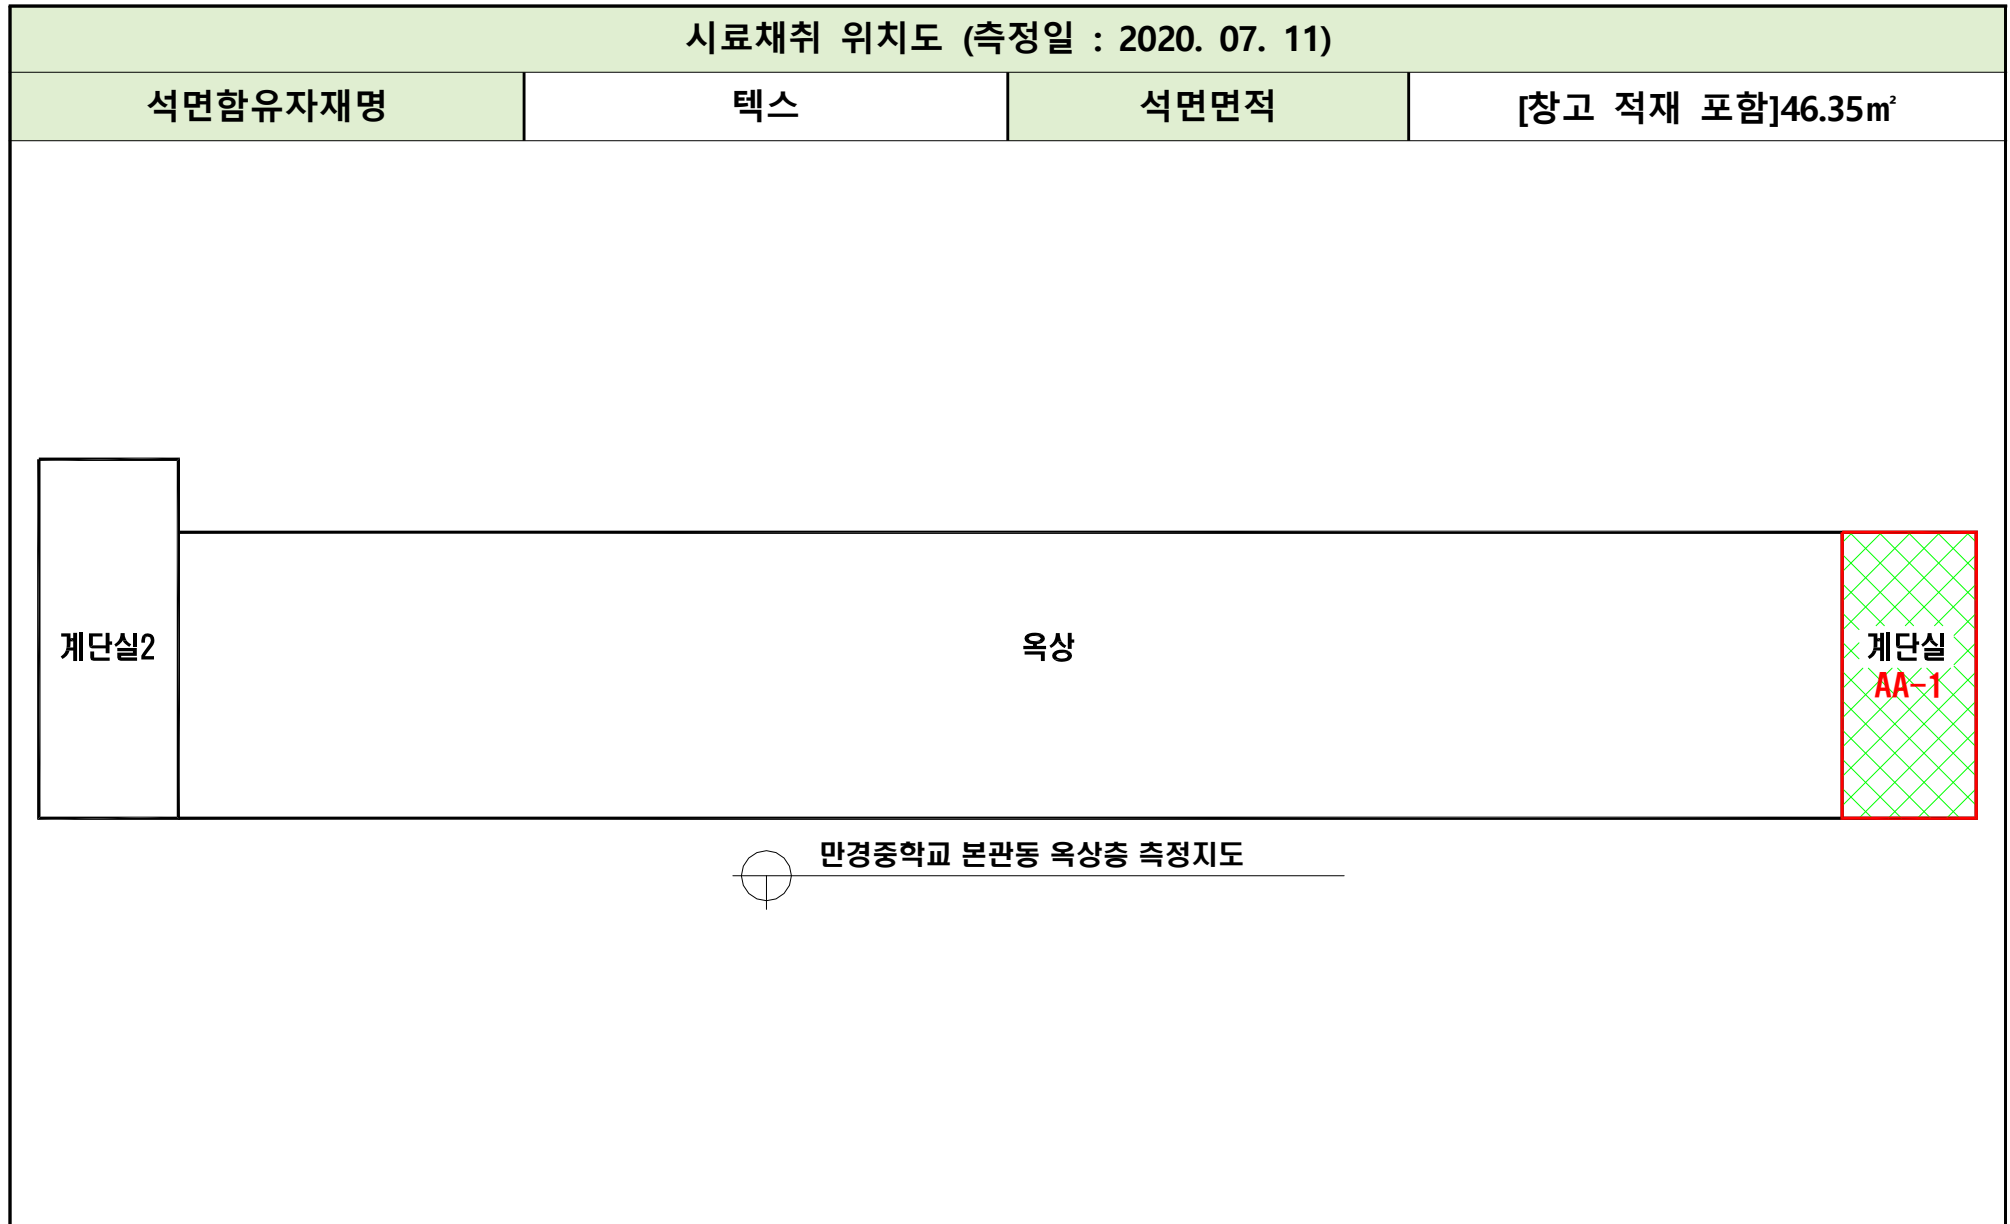 시료채취 위치도 (측정일 : 2020. 07. 11)
석면함유자재명 텍스 석면면적 [창고 적재 포함]46.35㎡
계단실2 옥상 계단실
AA-1
만경중학교 본관동 옥상층 측정지도